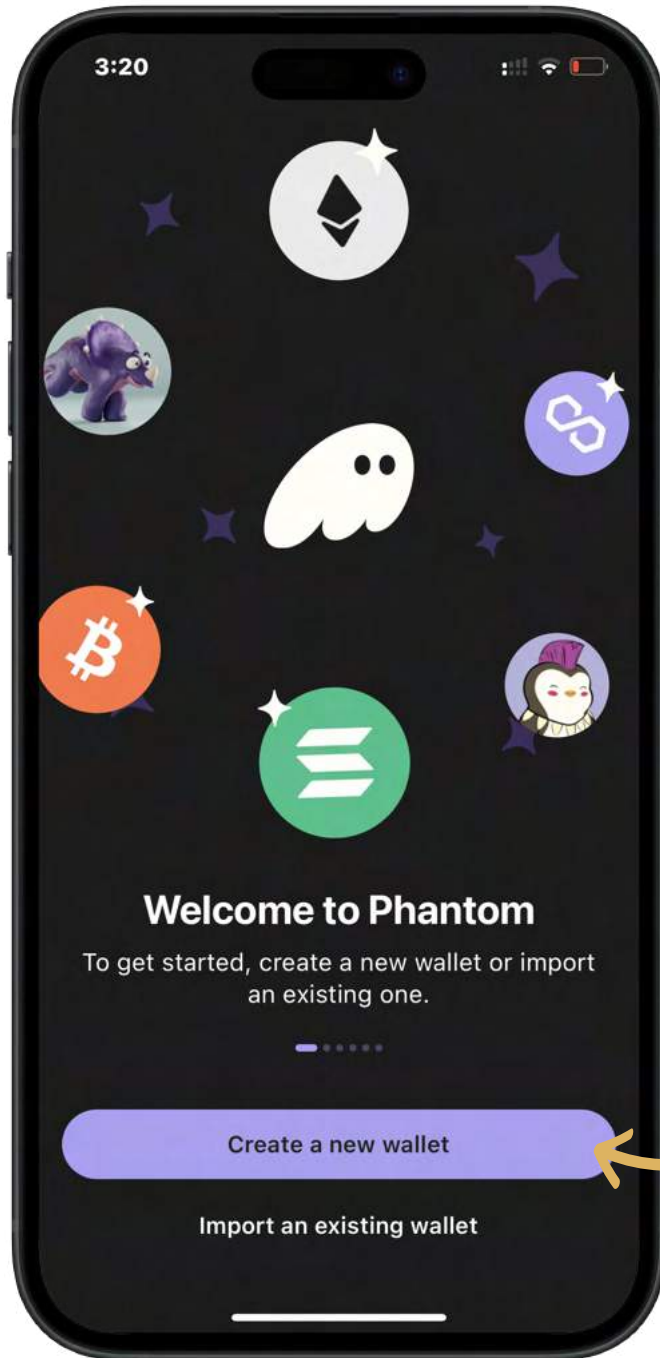 3:20
Welcome to Phantom
To get started, create a new wallet or import
an existing one.
Create a new wallet
Import an existing wallet